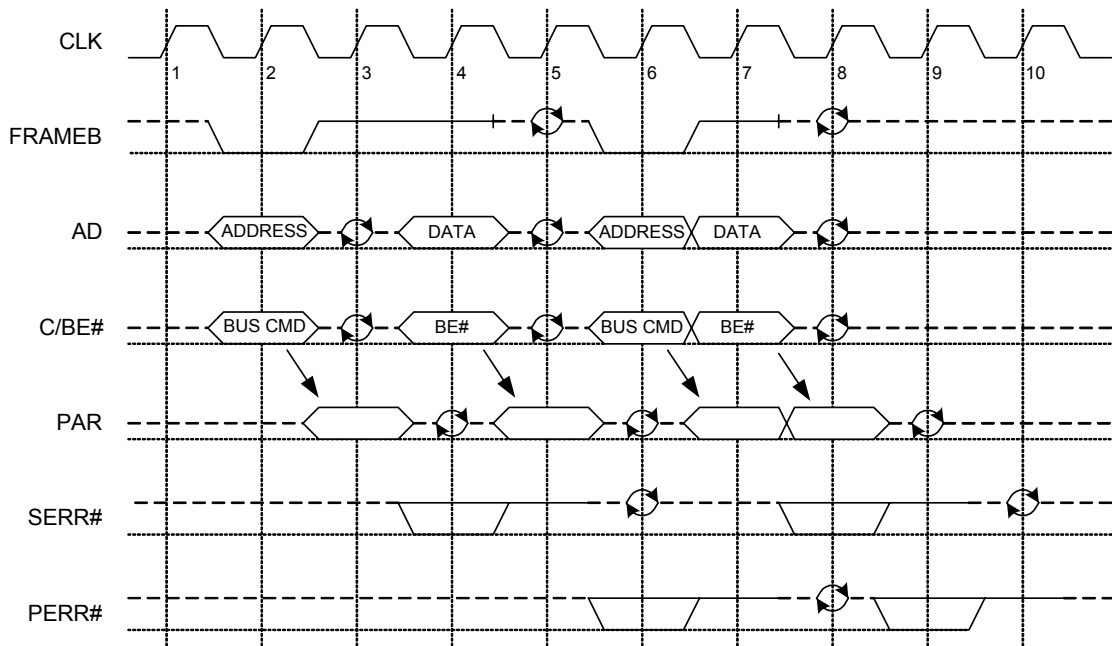 CLK
1 2 3 4 5 6 7 8 9 10
FRAMEB
AD ADDRESS DATA ADDRESS DATA
C/BE# BUS CMD BE# BUS CMD BE#
PAR
SERR#
PERR#